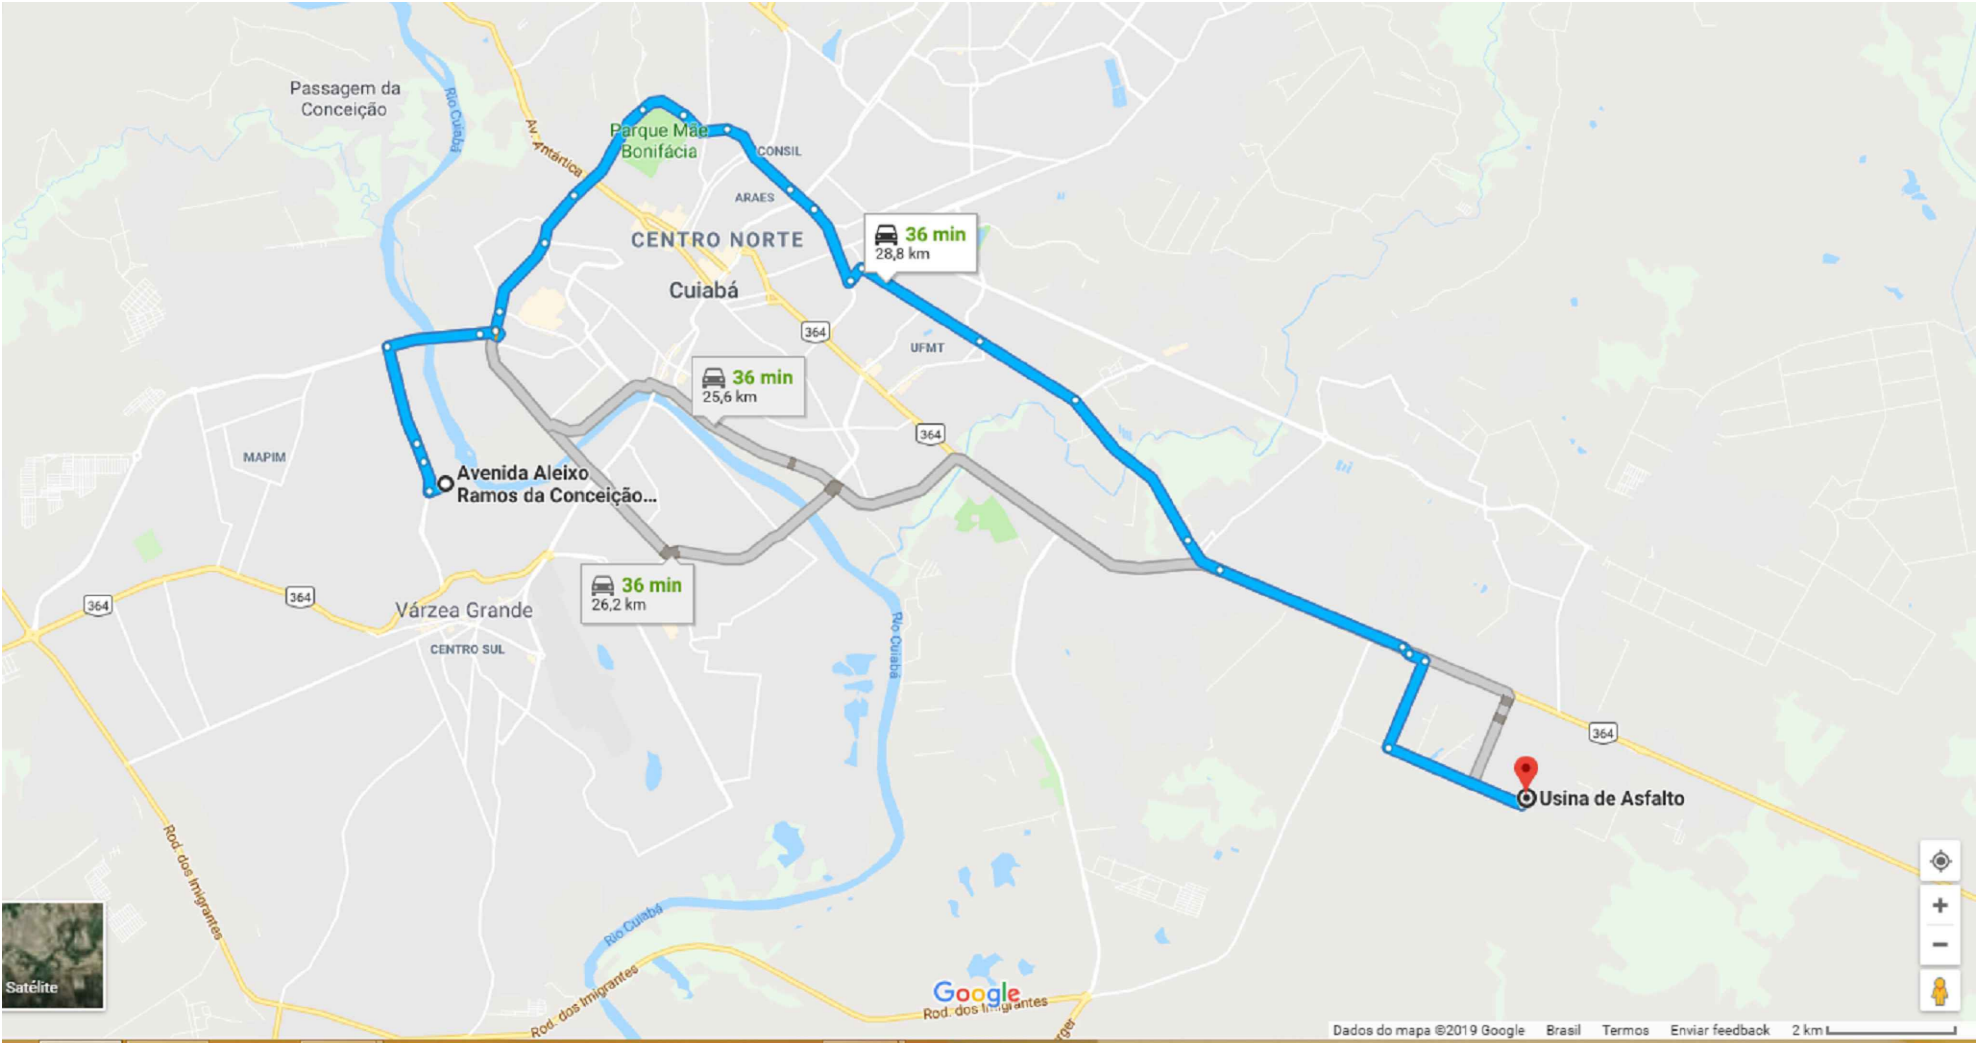 Passagem da
Conceição
Rio Cuiabá
Av. Antártica
Parque Mãe
Bonifácia
CONSIL
ARAES
CENTRO NORTE
36 min
28,8 km
Cuiabá
364
UFMT
36 min
25,6 km
364
MAPIM
Avenida Aleixo
Ramos da Conceição...
36 min
26,2 km
364
364
Várzea Grande
CENTRO SUL
Rio Cuiabá
364
Usina de Asfalto
Rod. dos Imigrantes
Rio Cuiabá
Rod. dos Imigrantes
Satélite
Google
Rod. dos Imigrantes
Dados do mapa ©2019 Google Brasil Termos Enviar feedback 2 km